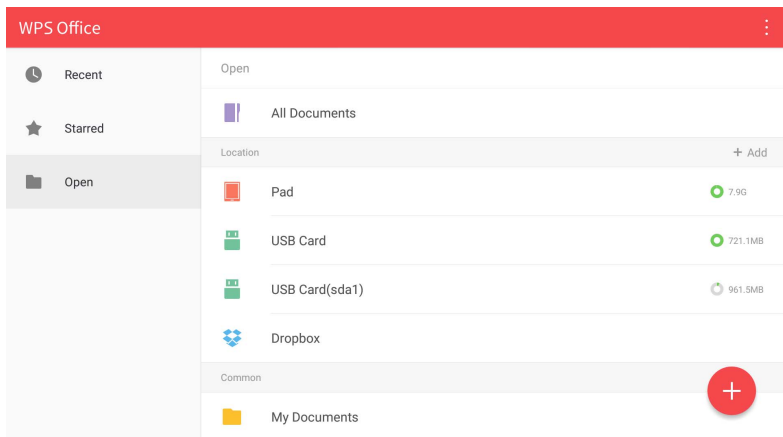 WPS Office
Recent
Starred
Open
Open
All Documents
Location
+ Add
Pad
7.9G
USB Card
721.1MB
USB Card(sda1)
961.5MB
Dropbox
Common
My Documents